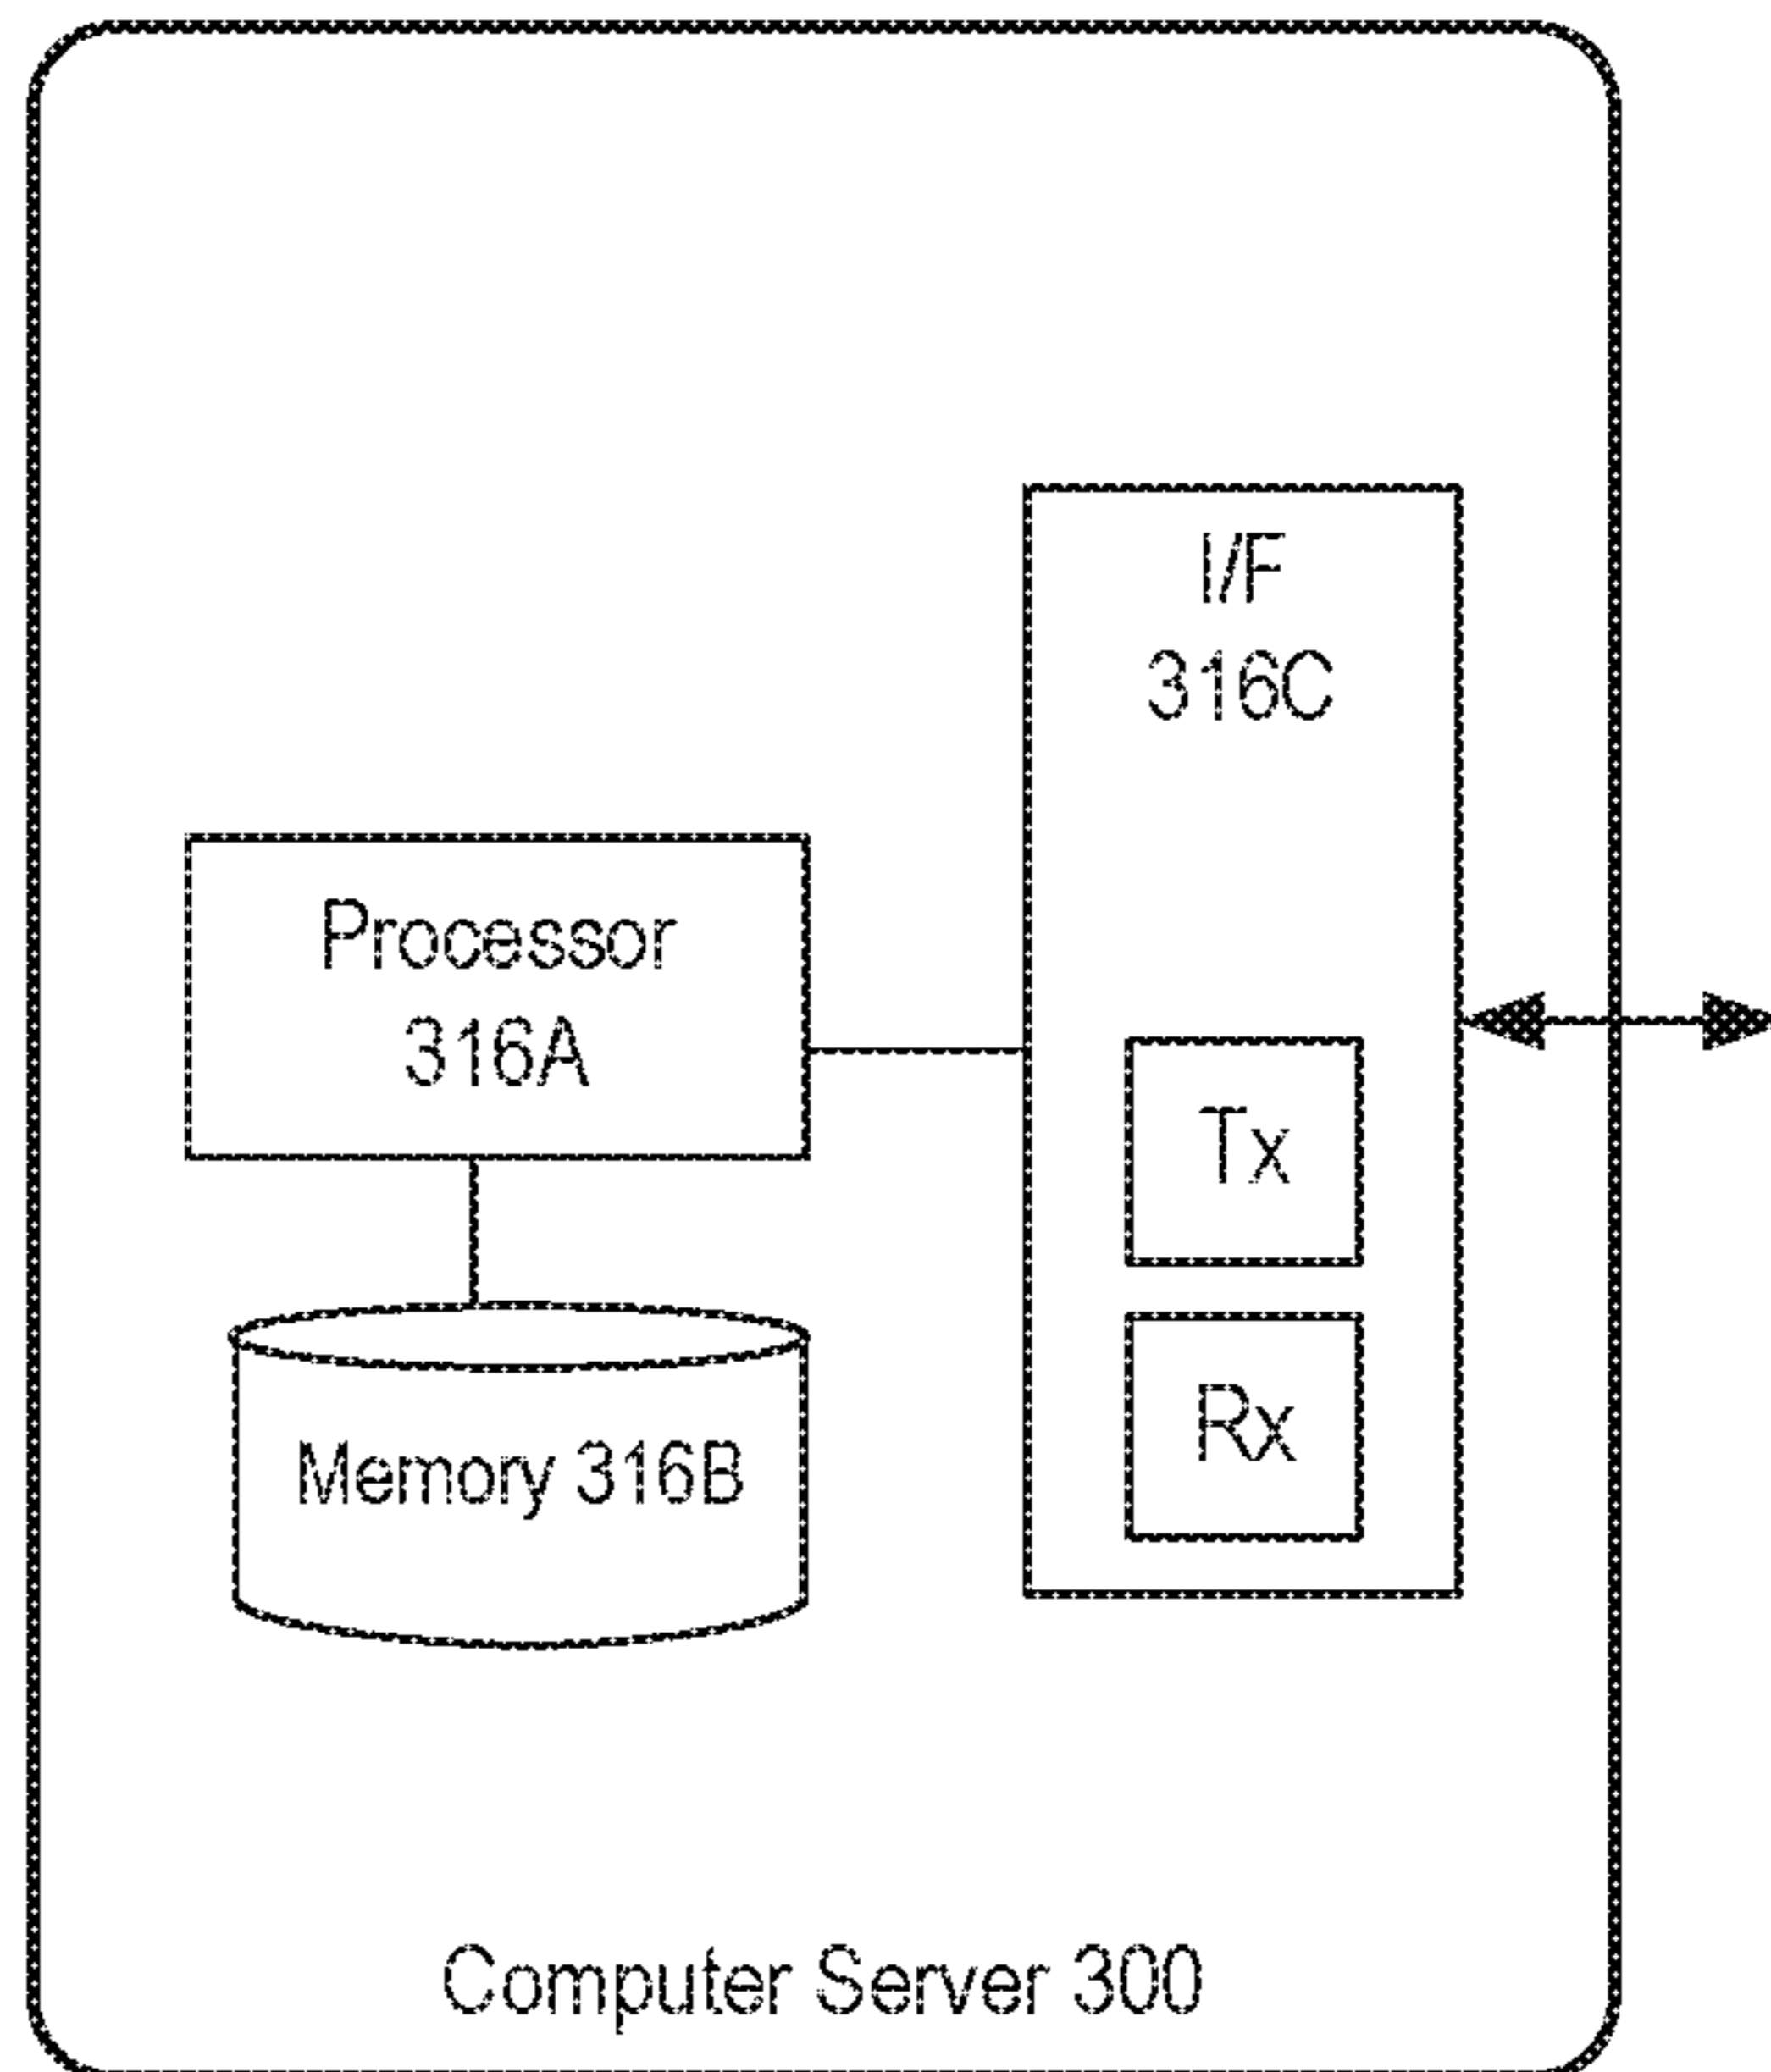 I/F
316C
Processor
316A
Tx
Rx
Memory 316B
Computer Server 300